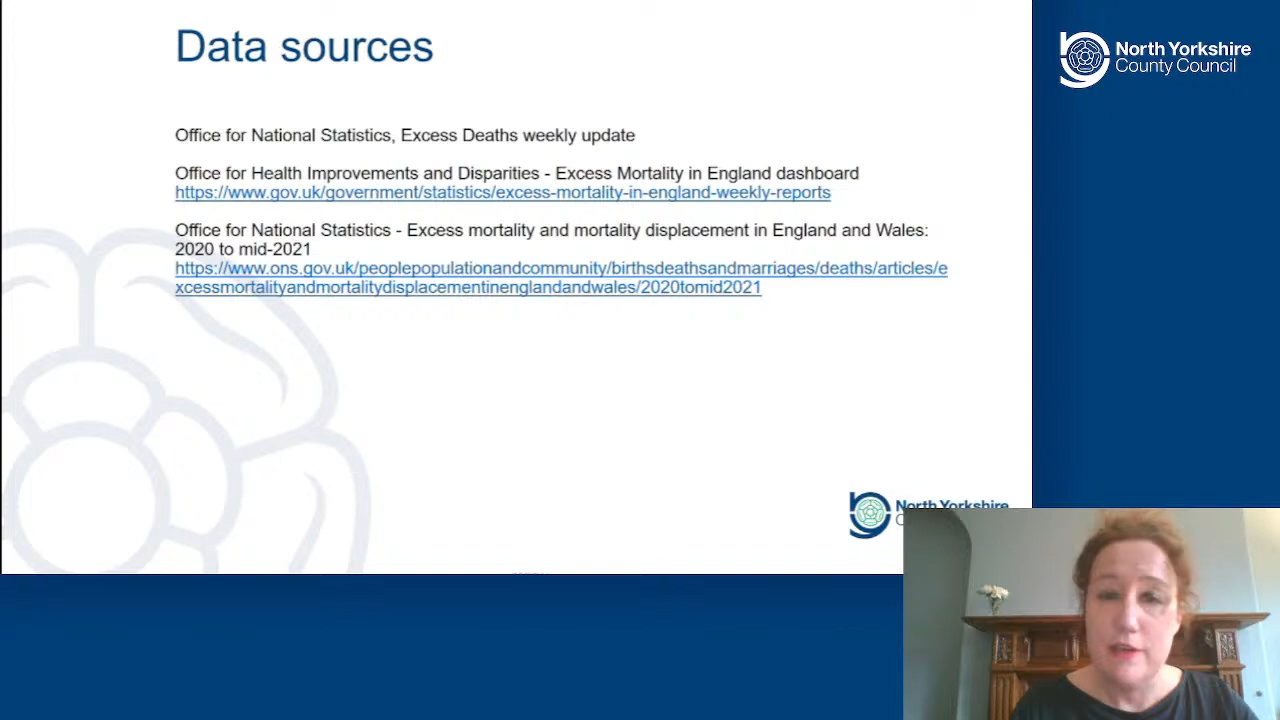 Data sources
North Yorkshire
County Council
Office for National Statistics, Excess Deaths weekly update
Office for Health Improvements and Disparities - Excess Mortality in England dashboard
https://www.gov.uk/government/statistics/excess-mortality-in-england-weekly-reports
Office for National Statistics - Excess mortality and mortality displacement in England and Wales:
2020 to mid-2021
https://www.ons.gov.uk/peoplepopulationandcommunity/birthsdeathsandmarriages/deaths/articles/e
xcessmortalityandmortalitydisplacementinenglandandwales/2020tomid2021
North Yorkshire